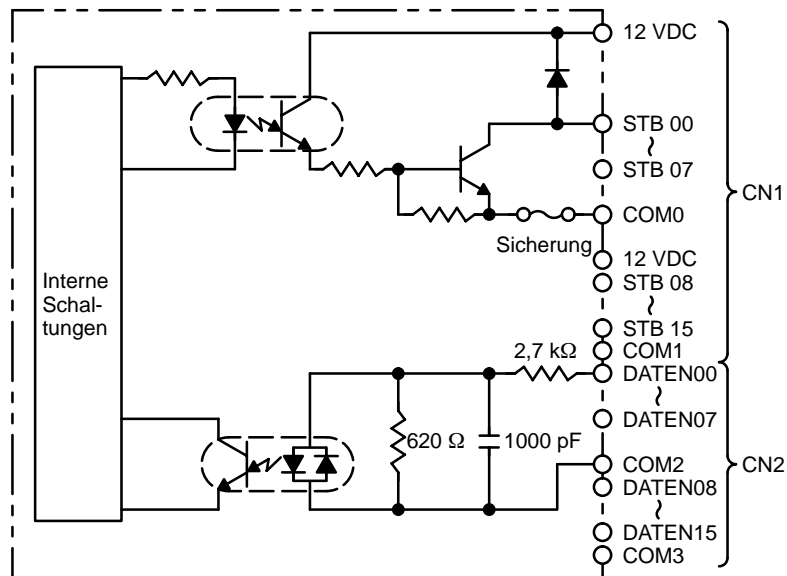 12 VDC
STB 00
STB 07
CN1
COM0
Sicherung
12 VDC
Interne
Schal-
tungen
STB 08
STB 15
2,7 kΩ
COM1
DATEN00
DATEN07
620 Ω
1000 pF
COM2
CN2
DATEN08
DATEN15
COM3